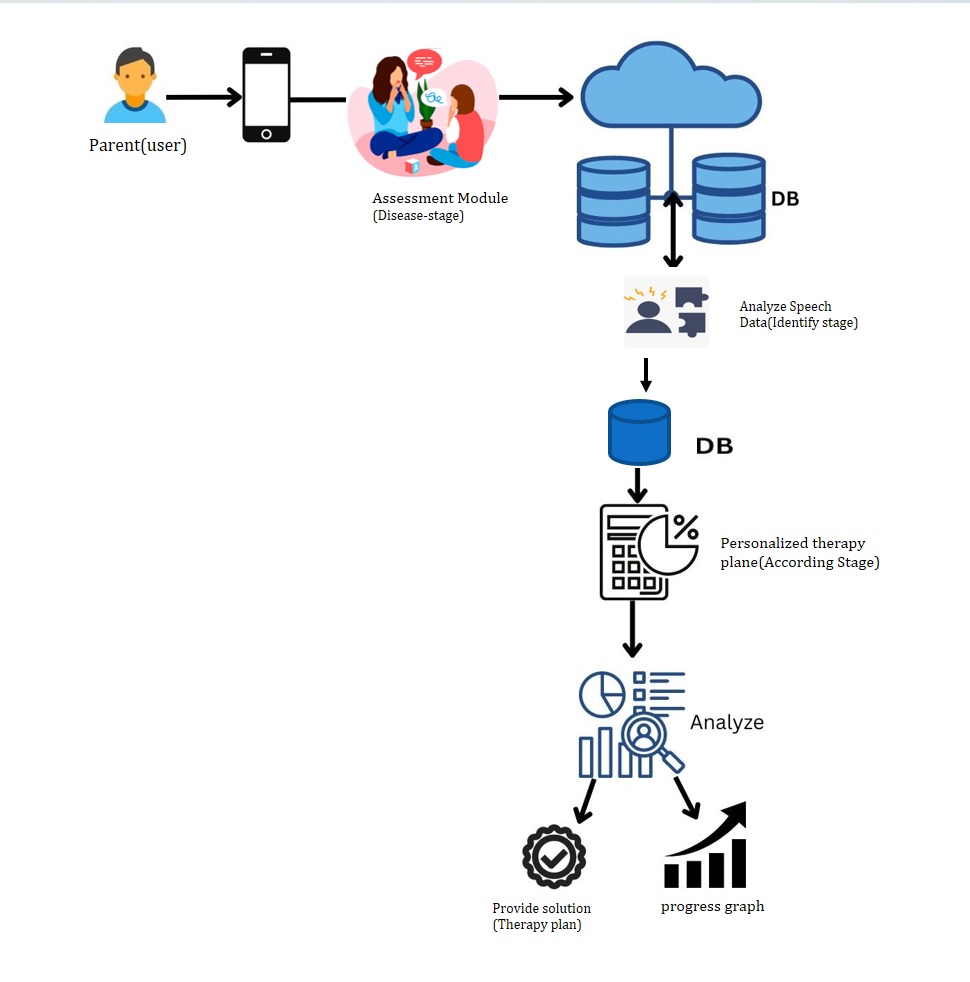 Parent(user)
Assessment Module
(Disease-stage)
DB
Analyze Speech
Data(Identify stage)
DB
%
Personalized therapy
plane(According Stage)
Analyze
Provide solution
(Therapy plan)
progress graph